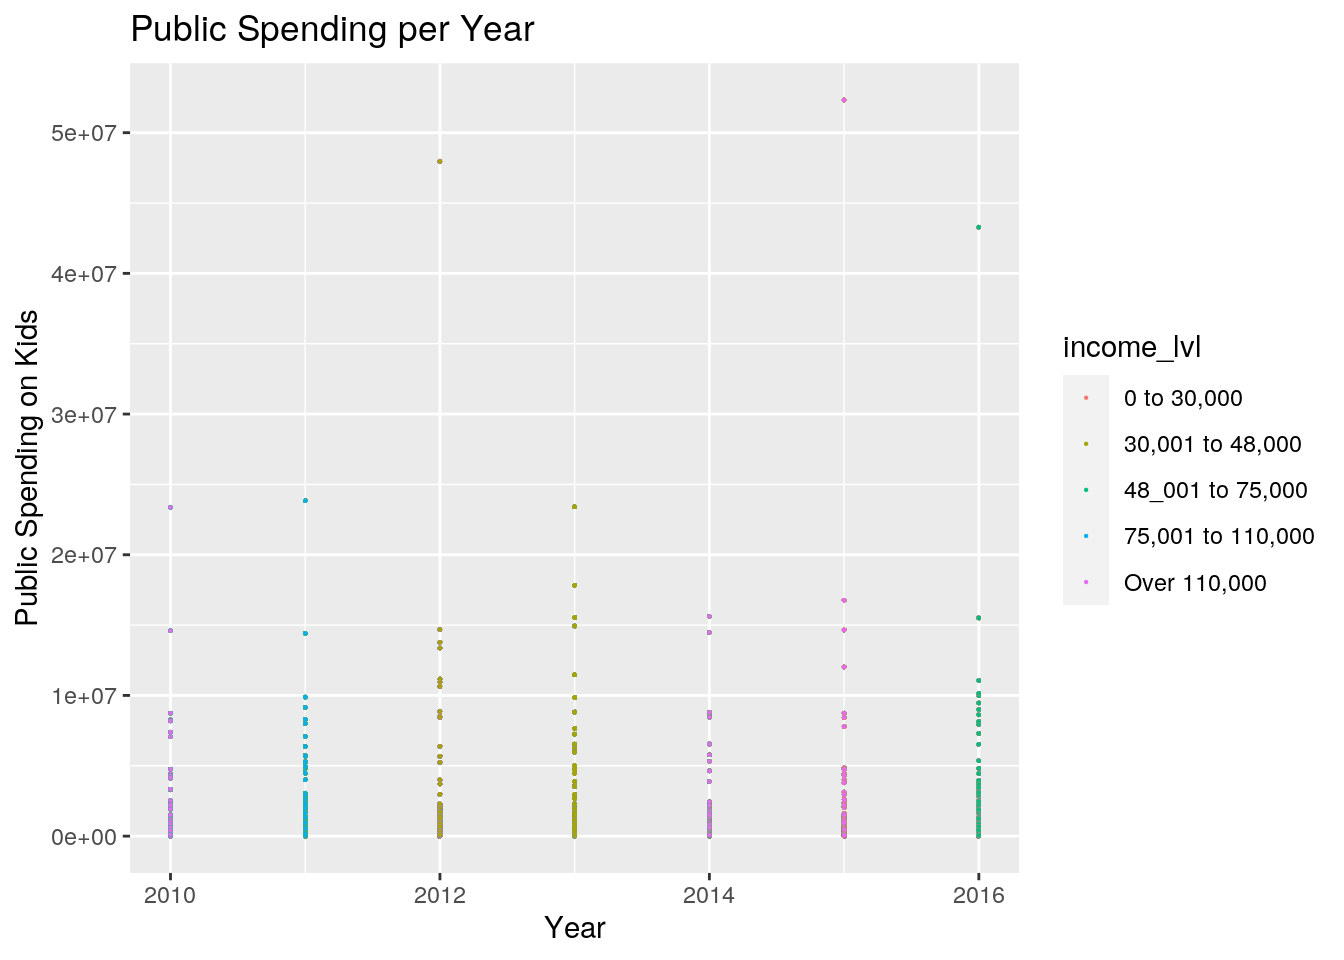 Public Spending per Year
5e+07
4e+07
3e+07
2e+07
1e+07
0e+00
Public Spending on Kids
2010
2012
2014
2016
Year
income_lvl
0 to 30,000
30,001 to 48,000
48_001 to 75,000
75,001 to 110,000
Over 110,000